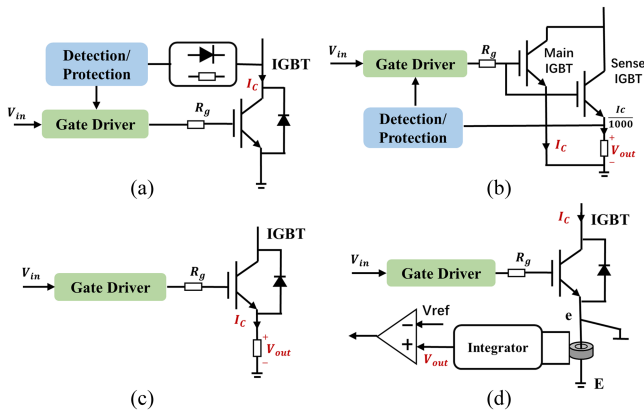 Detection/
Protection
IGBT
I_C
V_in
Gate Driver
R_g
(a)
V_in
Gate Driver
R_g
Main
IGBT
Sense
IGBT
Detection/
Protection
I_C
Ic
1000
+
V_out
−
(b)
IGBT
V_in
Gate Driver
R_g
I_C
+
V_out
−
(c)
I_C
IGBT
V_in
Gate Driver
R_g
e
Vref
−
+
V_out
Integrator
E
(d)